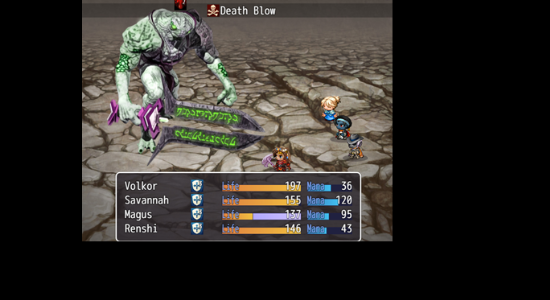 Death Blow
Volkor Life 197 Mana 36
Savannah Life 155 Mana 120
Magus Life 137 Mana 95
Renshi Life 146 Mana 43